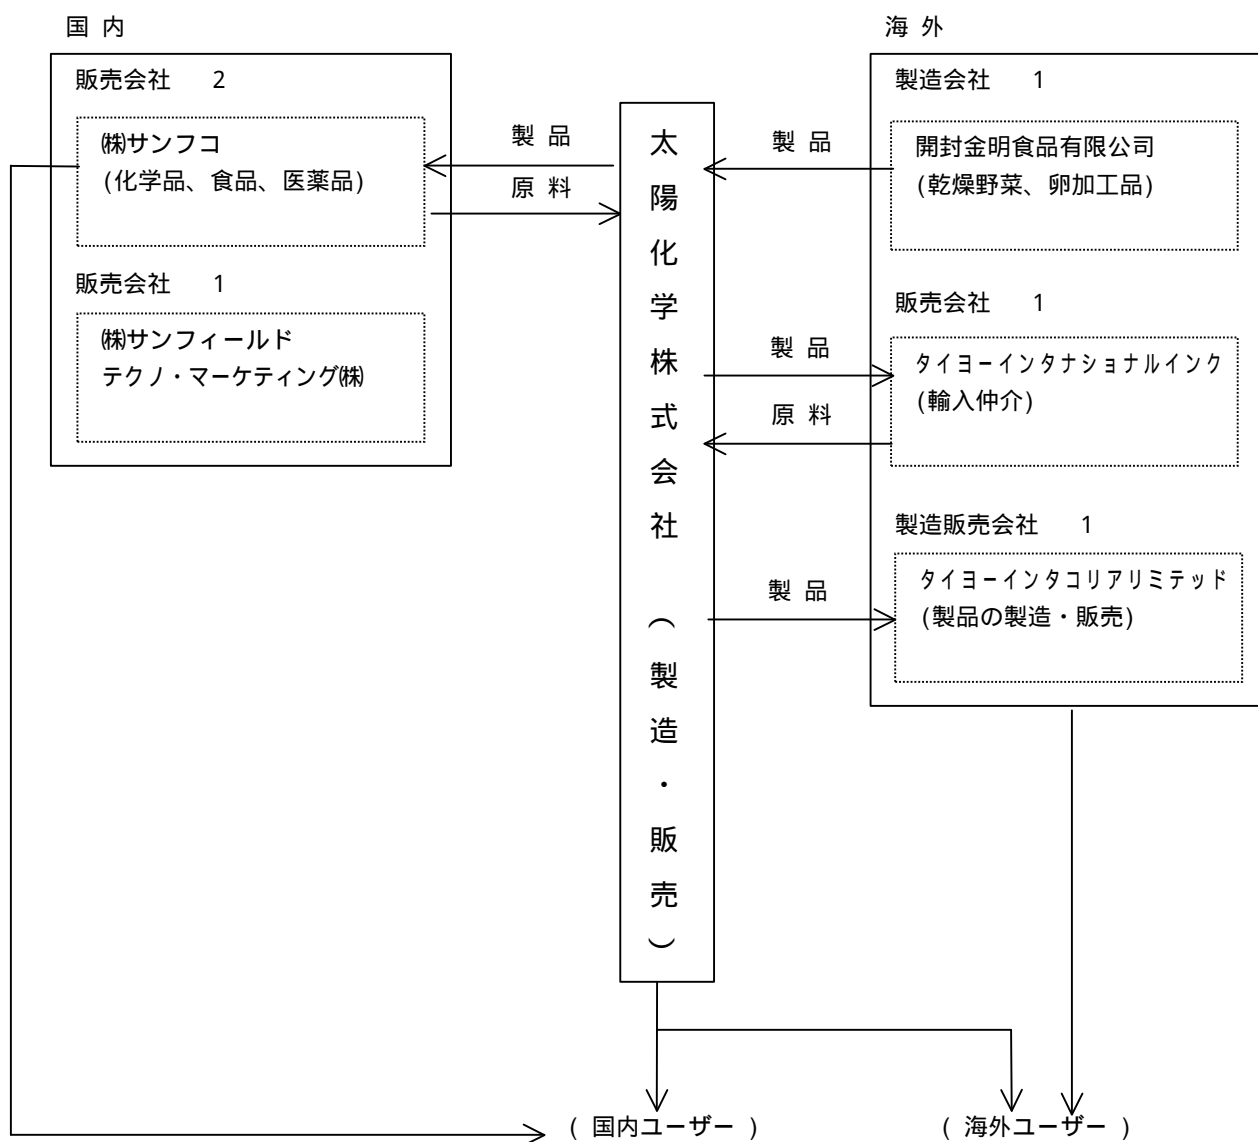 国 内
販売会社 2
㈱サンフコ
(化学品、食品、医薬品)
販売会社 1
㈱サンフィールド
テクノ・マーケティング㈱
製 品
原 料
太陽化学株式会社 (製造・販売)
製 品
製 品
原 料
製 品
海 外
製造会社 1
開封金明食品有限公司
(乾燥野菜、卵加工品)
販売会社 1
タイヨーインタナショナルインク
(輸入仲介)
製造販売会社 1
タイヨーインタコリアリミテッド
(製品の製造・販売)
( 国内ユーザー )
( 海外ユーザー )